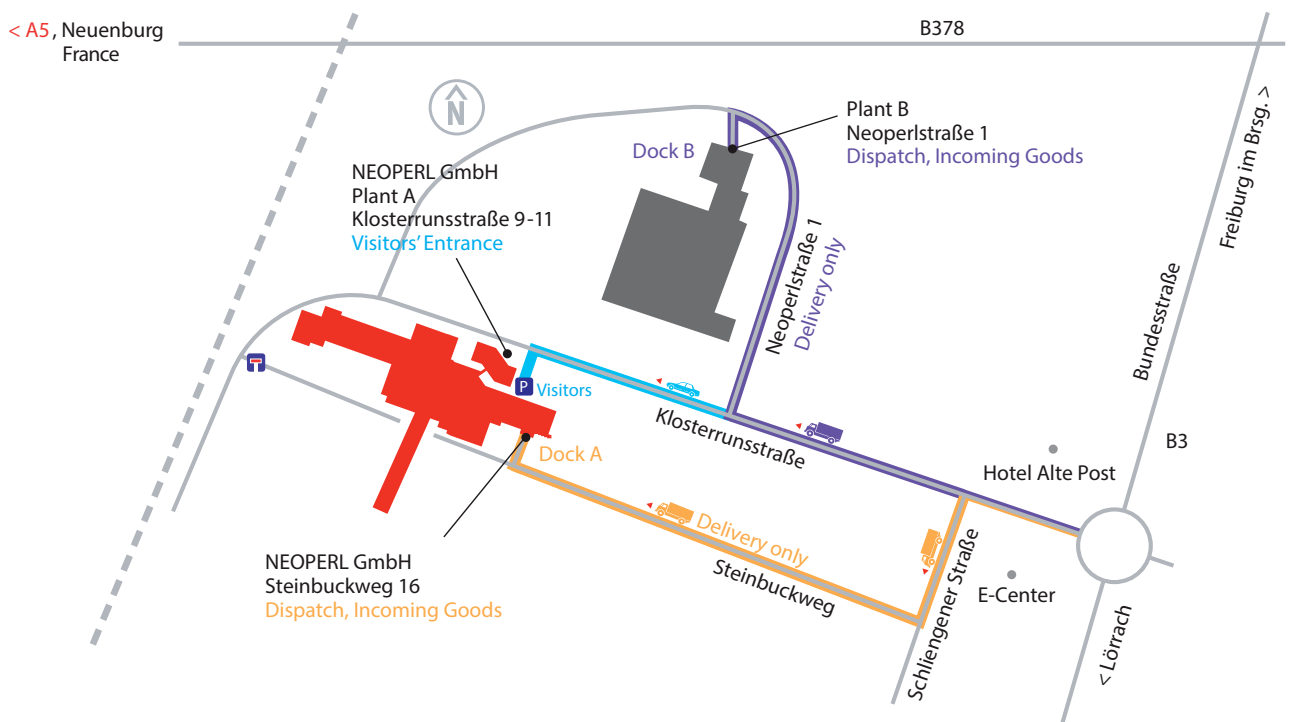 < A5, Neuenburg
France
B378
N
Plant B
Neoperlstraße 1
Dispatch, Incoming Goods
Dock B
NEOPERL GmbH
Plant A
Klosterrunsstraße 9-11
Visitors' Entrance
Freiburg im Brsg. >
Neoperlstraße 1
Delivery only
Bundesstraße
P
Visitors
Klosterrunsstraße
B3
Hotel Alte Post
Dock A
Delivery only
Steinbuckweg
Schliengener Straße
E-Center
NEOPERL GmbH
Steinbuckweg 16
Dispatch, Incoming Goods
< Lörrach